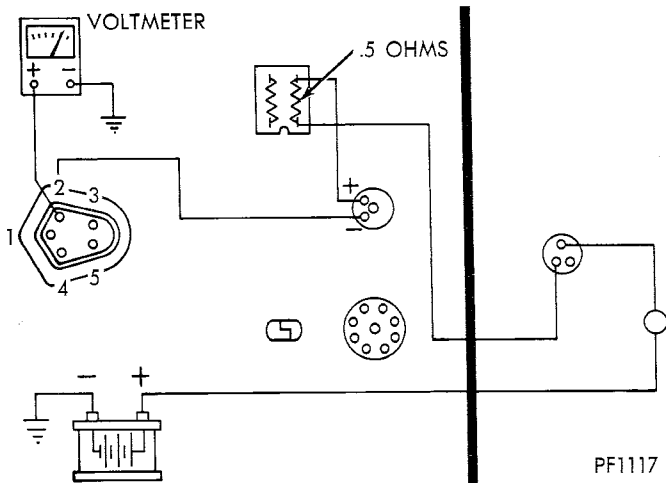 VOLTMETER
+ −
.5 OHMS
2 3
1
4 5
+
−
− +
PF1117